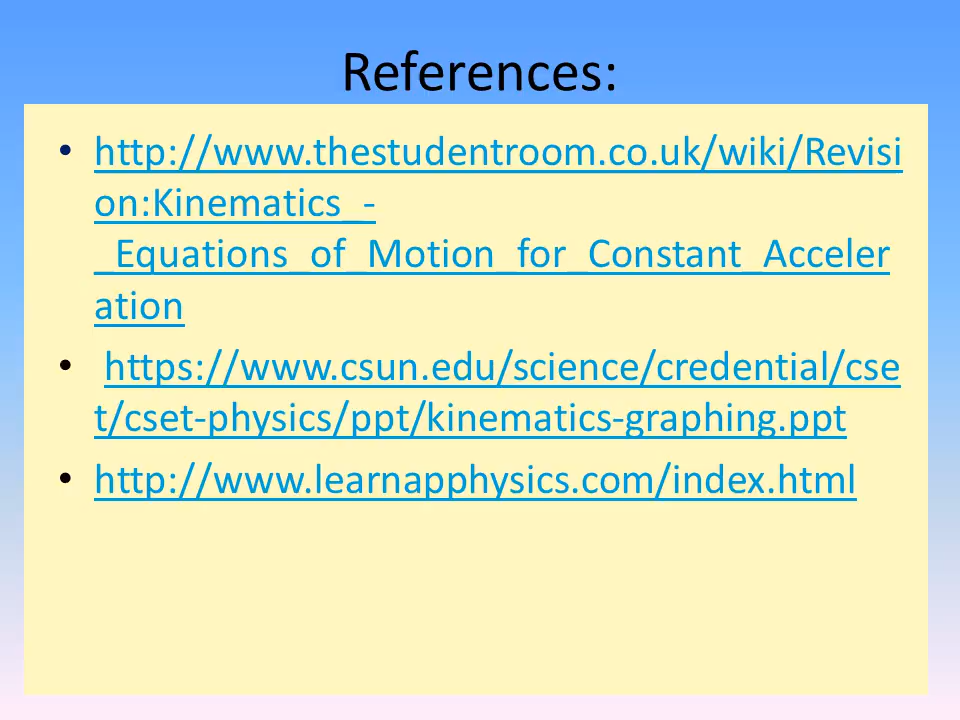 References:
• http://www.thestudentroom.co.uk/wiki/Revisi
on:Kinematics_-
_Equations_of_Motion_for_Constant_Acceler
ation
• https://www.csun.edu/science/credential/cse
t/cset-physics/ppt/kinematics-graphing.ppt
• http://www.learnapphysics.com/index.html